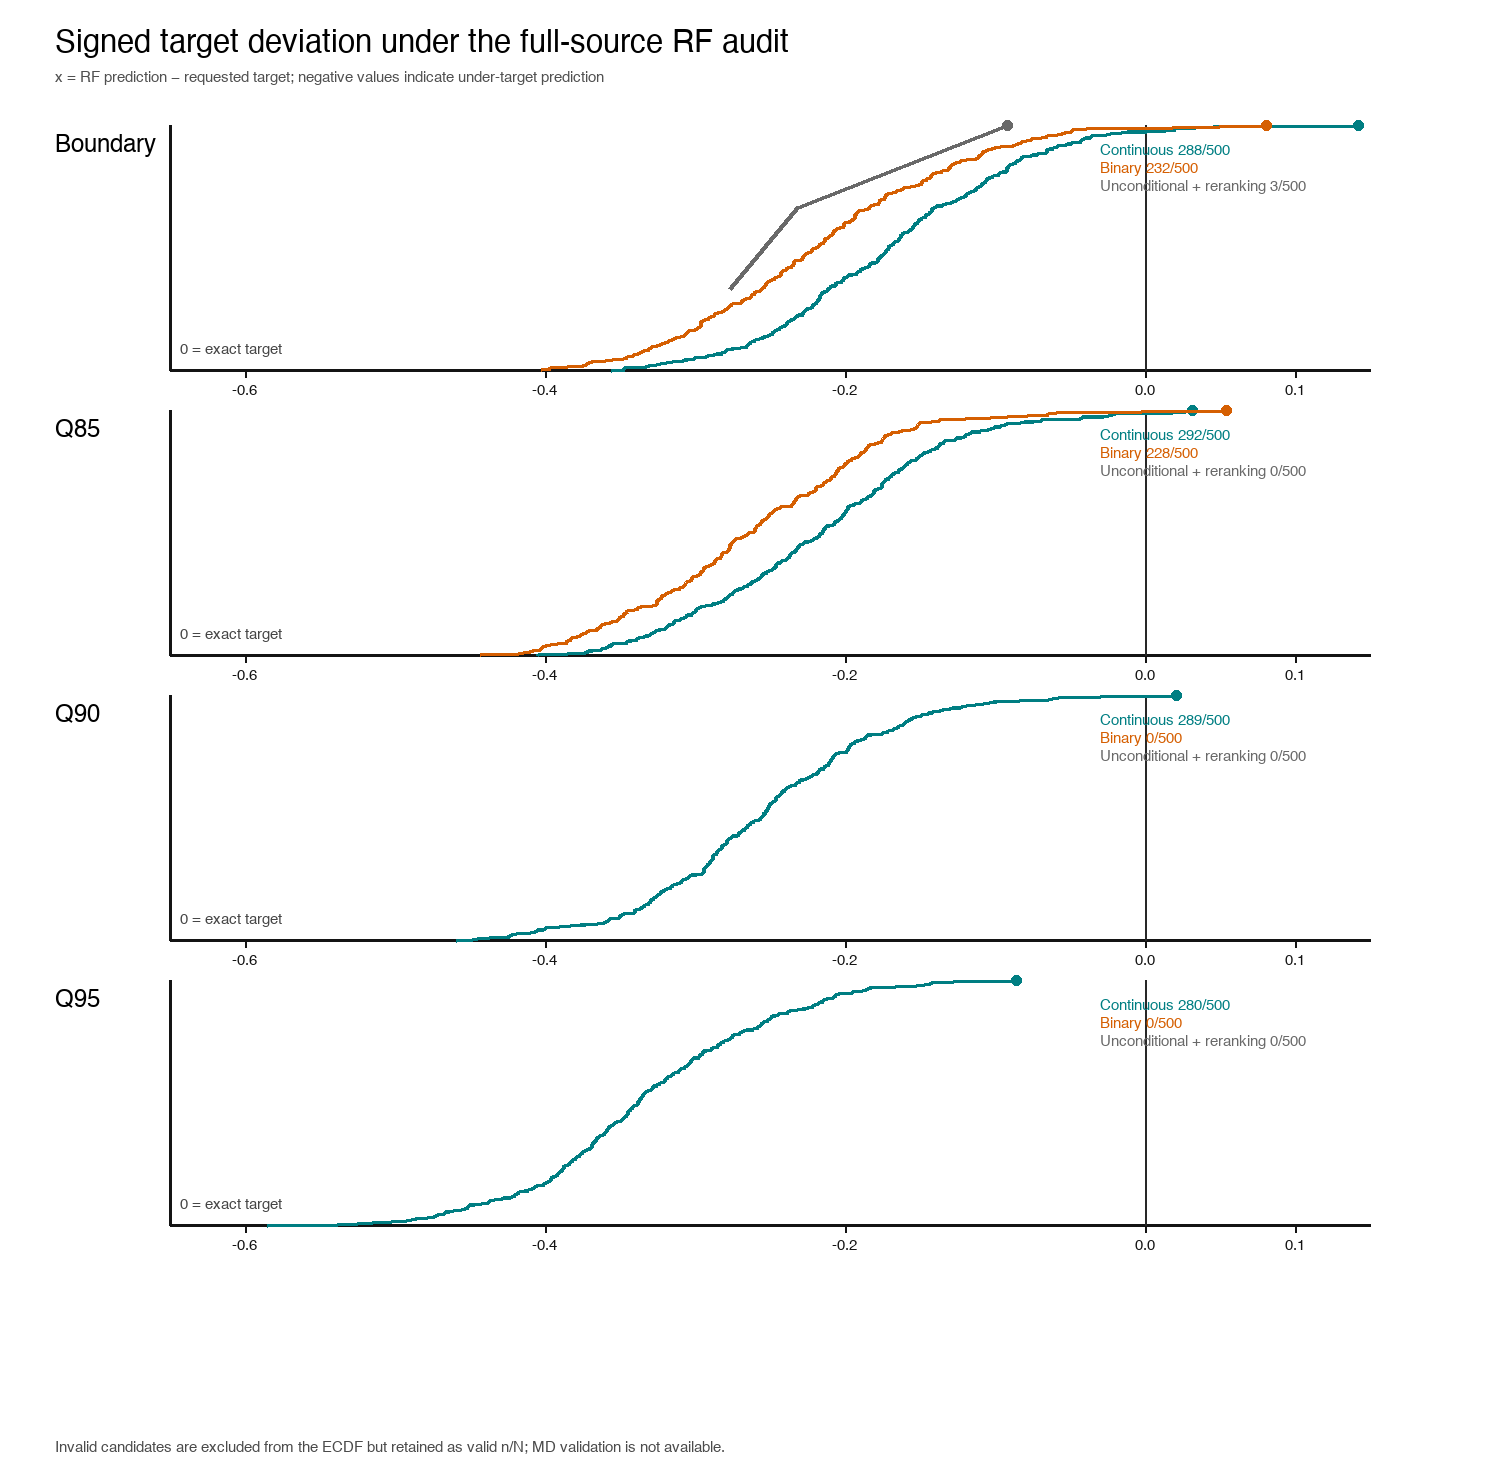 Signed target deviation under the full-source RF audit
x = RF prediction – requested target; negative values indicate under-target prediction
Boundary
Continuous 288/500
Binary 232/500
Unconditional + reranking 3/500
0 = exact target
-0.6 -0.4 -0.2 0.0 0.1
Q85
Continuous 292/500
Binary 228/500
Unconditional + reranking 0/500
0 = exact target
-0.6 -0.4 -0.2 0.0 0.1
Q90
Continuous 289/500
Binary 0/500
Unconditional + reranking 0/500
0 = exact target
-0.6 -0.4 -0.2 0.0 0.1
Q95
Continuous 280/500
Binary 0/500
Unconditional + reranking 0/500
0 = exact target
-0.6 -0.4 -0.2 0.0 0.1
Invalid candidates are excluded from the ECDF but retained as valid n/N; MD validation is not available.